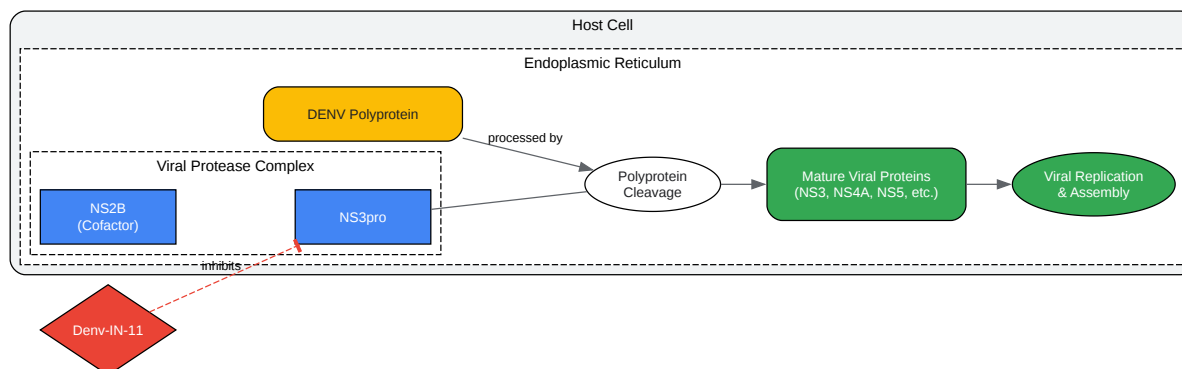 Host Cell
Endoplasmic Reticulum
DENV Polyprotein
processed by
Viral Protease Complex
NS2B
(Cofactor)
NS3pro
Polyprotein
Cleavage
Mature Viral Proteins
(NS3, NS4A, NS5, etc.)
Viral Replication
& Assembly
inhibits
Denv-IN-11